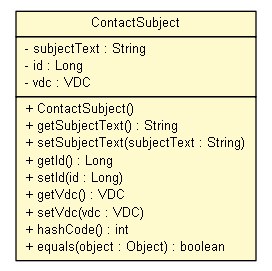 ContactSubject
- subjectText : String
- id : Long
- vdc : VDC
+ ContactSubject()
+ getSubjectText() : String
+ setSubjectText(subjectText : String)
+ getId() : Long
+ setId(id : Long)
+ getVdc() : VDC
+ setVdc(vdc : VDC)
+ hashCode() : int
+ equals(object : Object) : boolean